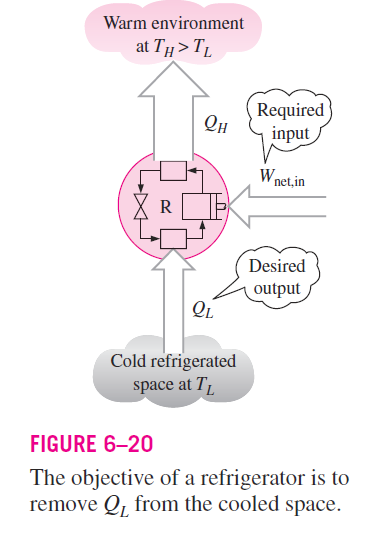 Warm environment
at T_H > T_L
Q_H
Required
input
W_net,in
R
Desired
output
Q_L
Cold refrigerated
space at T_L
FIGURE 6–20
The objective of a refrigerator is to
remove Q_L from the cooled space.